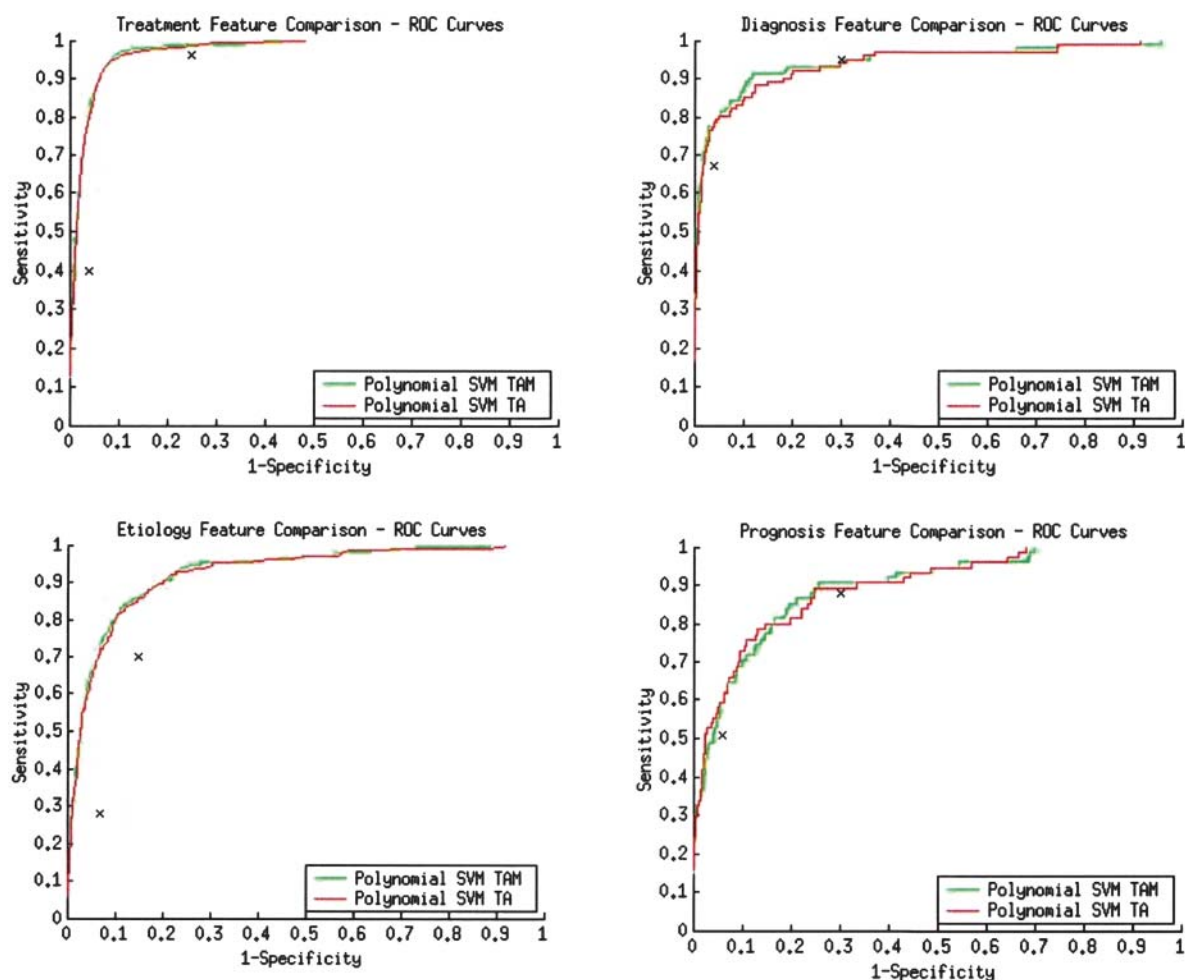 Treatment Feature Comparison - ROC Curves
1
0.9
0.8
0.7
0.6
0.5
0.4
0.3
0.2
0.1
0
Sensitivity
Polynomial SVM TAM
Polynomial SVM TA
0 0.1 0.2 0.3 0.4 0.5 0.6 0.7 0.8 0.9 1
1-Specificity
Diagnosis Feature Comparison - ROC Curves
1
0.9
0.8
0.7
0.6
0.5
0.4
0.3
0.2
0.1
0
Sensitivity
Polynomial SVM TAM
Polynomial SVM TA
0 0.1 0.2 0.3 0.4 0.5 0.6 0.7 0.8 0.9 1
1-Specificity
Etiology Feature Comparison - ROC Curves
1
0.9
0.8
0.7
0.6
0.5
0.4
0.3
0.2
0.1
0
Sensitivity
Polynomial SVM TAM
Polynomial SVM TA
0 0.1 0.2 0.3 0.4 0.5 0.6 0.7 0.8 0.9 1
1-Specificity
Prognosis Feature Comparison - ROC Curves
1
0.9
0.8
0.7
0.6
0.5
0.4
0.3
0.2
0.1
0
Sensitivity
Polynomial SVM TAM
Polynomial SVM TA
0 0.1 0.2 0.3 0.4 0.5 0.6 0.7 0.8 0.9 1
1-Specificity